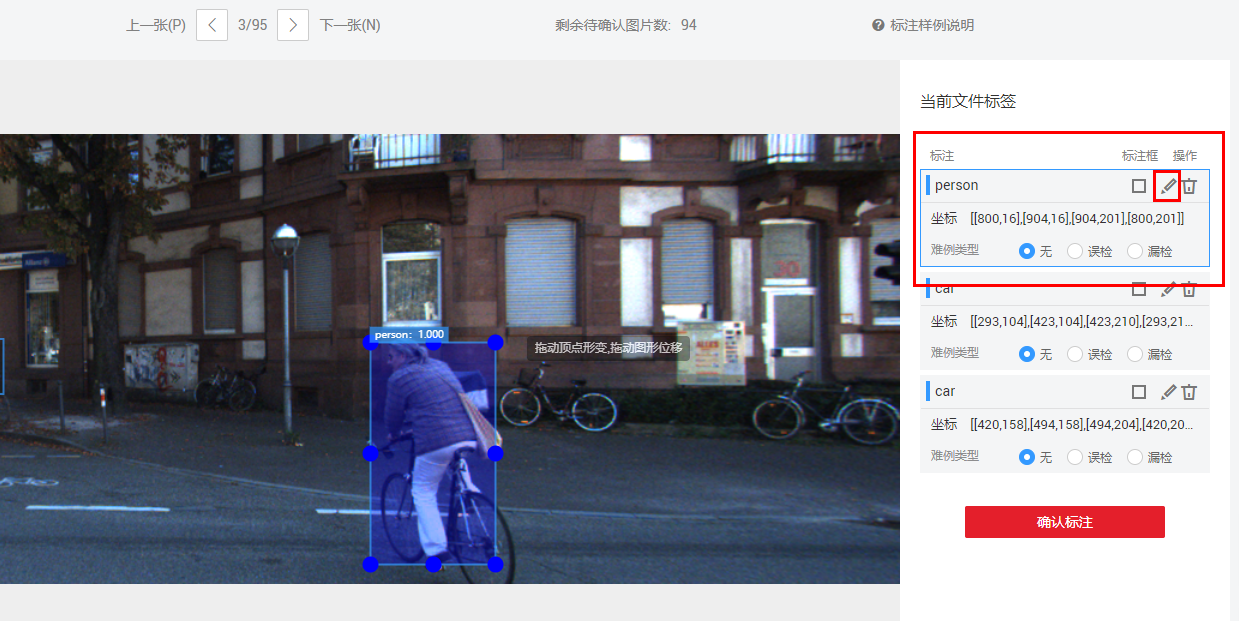 上一张(P) 3/95 下一张(N) 剩余待确认图片数: 94 标注样例说明
当前文件标签
标注 标注框 操作
person
坐标 [[800,16],[904,16],[904,201],[800,201]]
难例类型 无 误检 漏检
car
坐标 [[293,104],[423,104],[423,210],[293,21...
难例类型 无 误检 漏检
car
坐标 [[420,158],[494,158],[494,204],[420,20...
难例类型 无 误检 漏检
确认标注
Allianz
person: 1.000
拖动顶点形变,拖动图形位移
ALLES